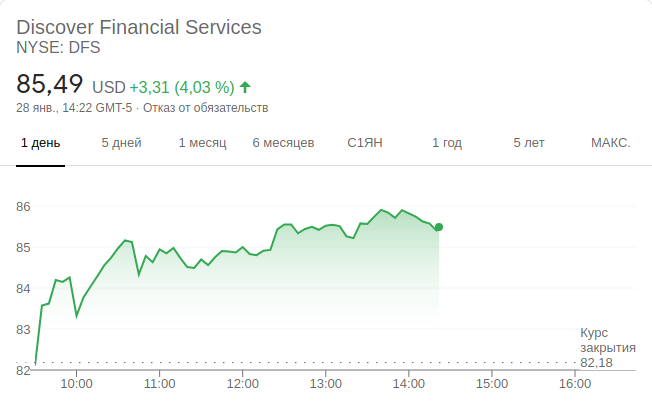 Discover Financial Services
NYSE: DFS
85,49 USD +3,31 (4,03 %)
28 янв., 14:22 GMT-5 · Отказ от обязательств
1 день 5 дней 1 месяц 6 месяцев С1ЯН 1 год 5 лет МАКС.
86
85
84
83
82
Курс
закрытия
82,18
10:00 11:00 12:00 13:00 14:00 15:00 16:00